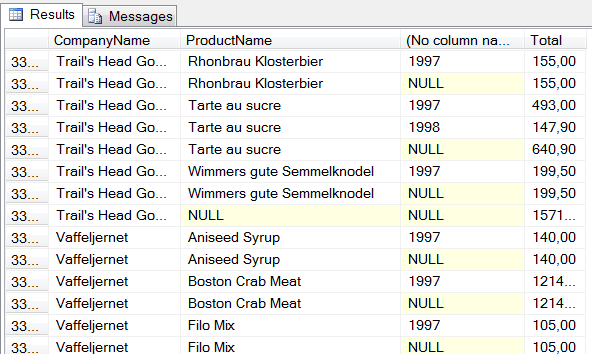 Results Messages
CompanyName ProductName (No column na... Total
33... Trail's Head Go... Rhonbrau Klosterbier 1997 155,00
33... Trail's Head Go... Rhonbrau Klosterbier NULL 155,00
33... Trail's Head Go... Tarte au sucre 1997 493,00
33... Trail's Head Go... Tarte au sucre 1998 147,90
33... Trail's Head Go... Tarte au sucre NULL 640,90
33... Trail's Head Go... Wimmers gute Semmelknodel 1997 199,50
33... Trail's Head Go... Wimmers gute Semmelknodel NULL 199,50
33... Trail's Head Go... NULL NULL 1571...
33... Vaffeljernet Aniseed Syrup 1997 140,00
33... Vaffeljernet Aniseed Syrup NULL 140,00
33... Vaffeljernet Boston Crab Meat 1997 1214...
33... Vaffeljernet Boston Crab Meat NULL 1214...
33... Vaffeljernet Filo Mix 1997 105,00
33... Vaffeljernet Filo Mix NULL 105,00